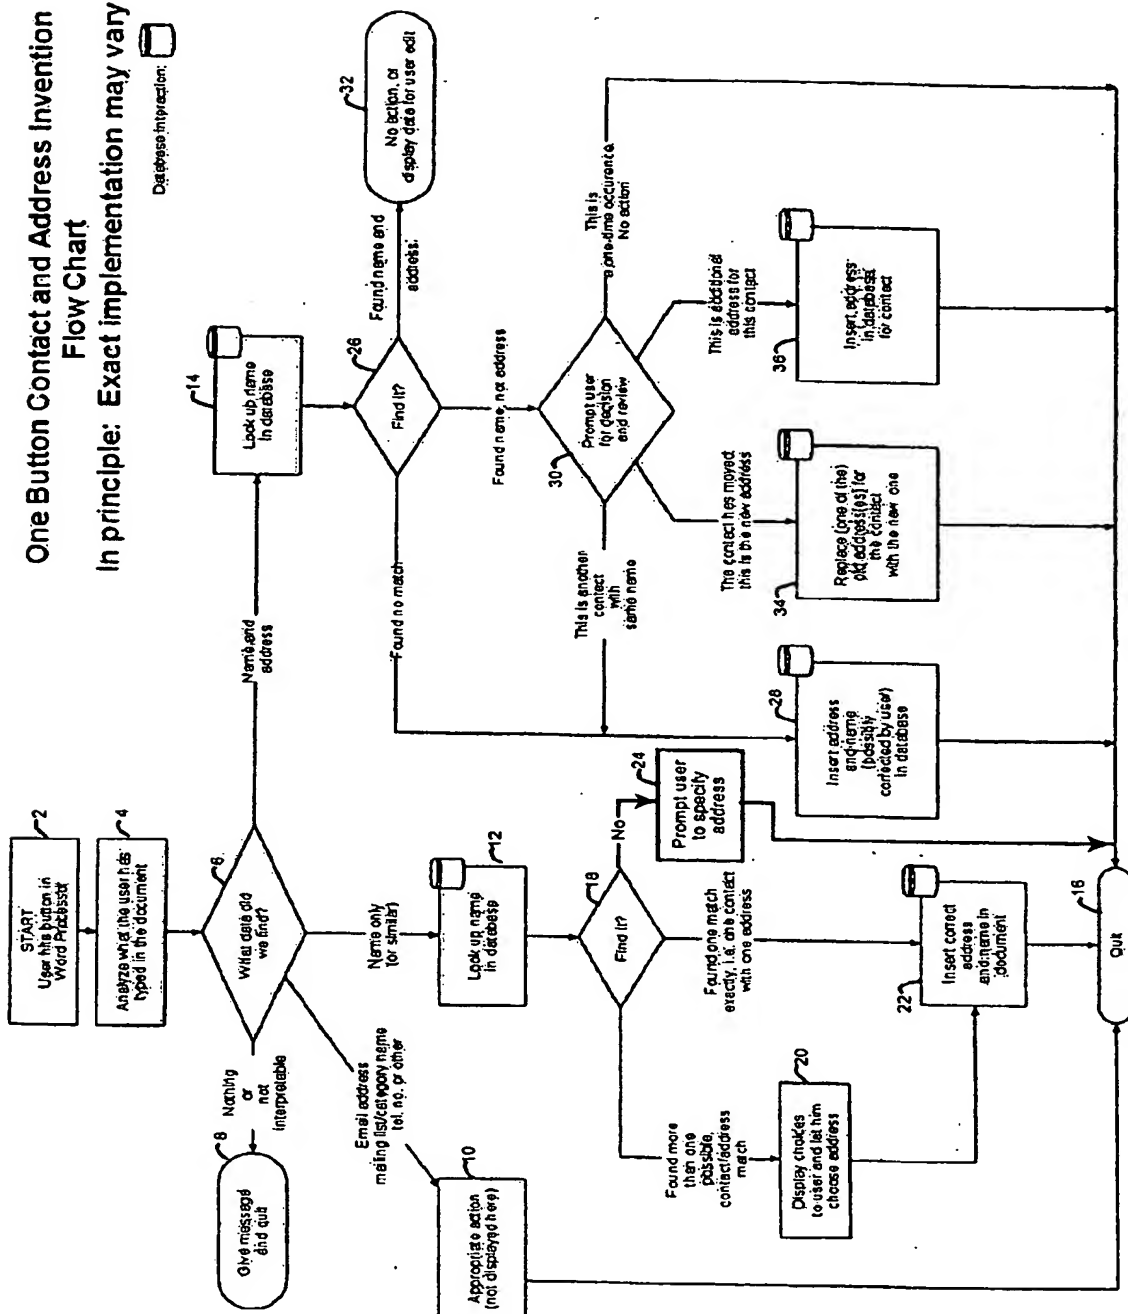 One Button Contact and Address Invention
Flow Chart
In principle: Exact implementation may vary
Database Interaction:
START
User hits button in
Word Processor
2
Analyze what the user has
typed in the document
4
What data did
we find?
6
Nothing
or
not
interpretable
Give message
and quit
8
Email address
mailing list/category name
tel. no. or other
Appropriate action
(not displayed here)
10
Name only
(or similar)
Look up name
in database
12
Name and
address
Look up name
in database
14
Find it?
18
No
Prompt user
to specify
address
24
Found one match
exactly, i.e. one contact
with one address
Found more
than one
possible,
contact/address
match
Display choices
to user and let him
choose address
20
Insert correct
address
and name in
document
22
Quit
16
Find it?
26
Found name and
address:
No action, or
display data for user edit
32
Found no match
Found name, not address
Prompt user
for decision
and review
30
This is another
contact
with
same name
The contact has moved:
this is the new address
This is additional
address for
this contact
This is
a one-time occurence.
No action
Insert address
and name
(possibly
corrected by user)
in database
28
Replace (one of the)
old address(es) for
the contact
with the new one
34
Insert address
in database
for contact
36